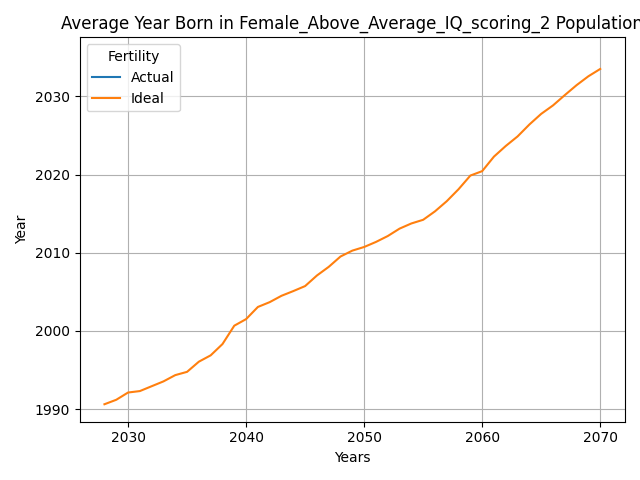 Average Year Born in Female_Above_Average_IQ_scoring_2 Population
Fertility
Actual
Ideal
2030
2020
2010
2000
1990
Year
2030 2040 2050 2060 2070
Years